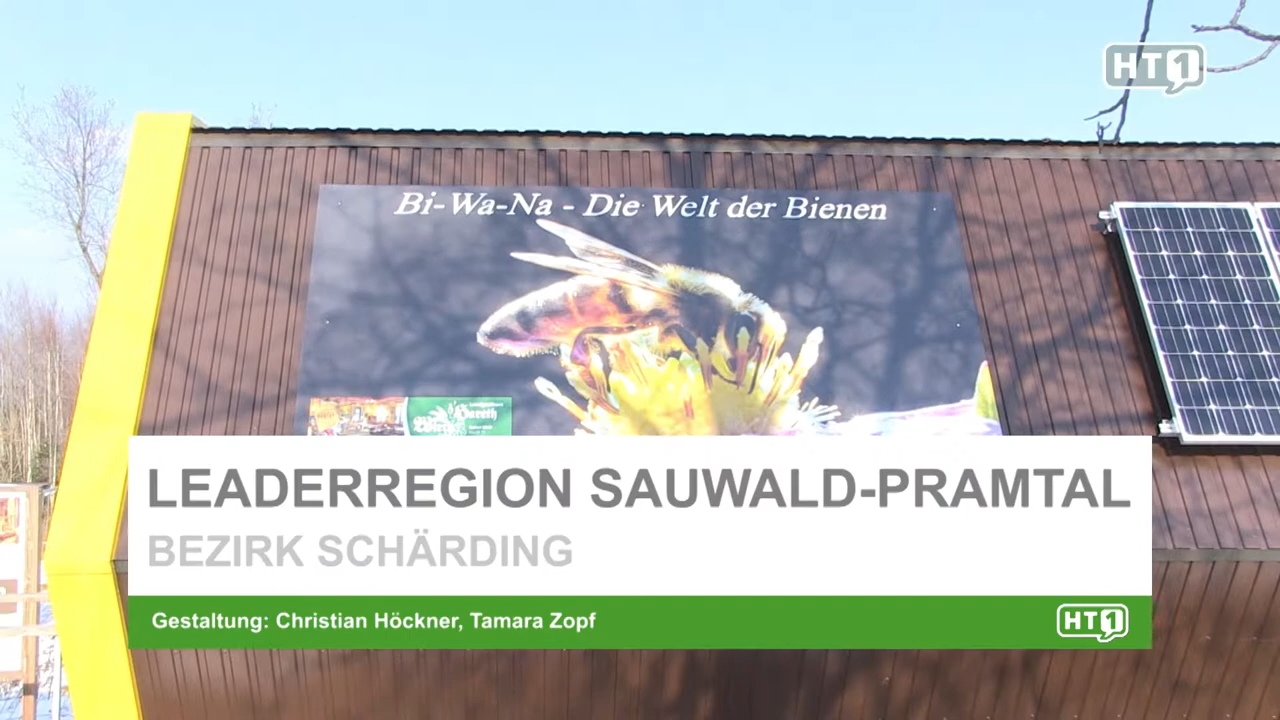 HT1
Bi-Wa-Na - Die Welt der Bienen
LEADERREGION SAUWALD-PRAMTAL
BEZIRK SCHÄRDING
Gestaltung: Christian Höckner, Tamara Zopf
HT1